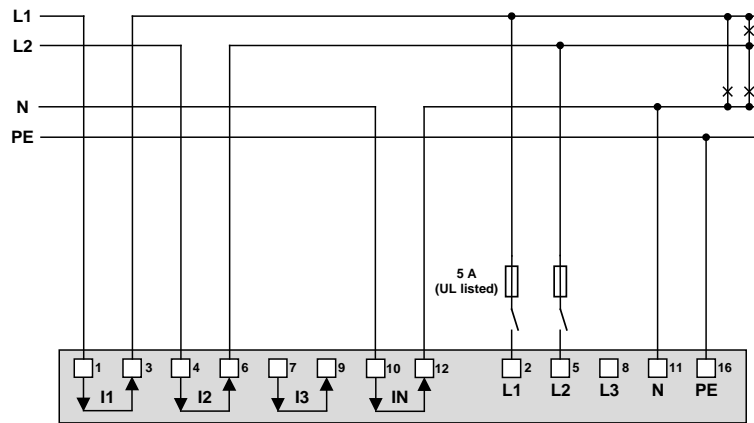 L1
L2
N
PE
5 A
(UL listed)
1 3 4 6 7 9 10 12 2 5 8 11 16
I1 I2 I3 IN L1 L2 L3 N PE